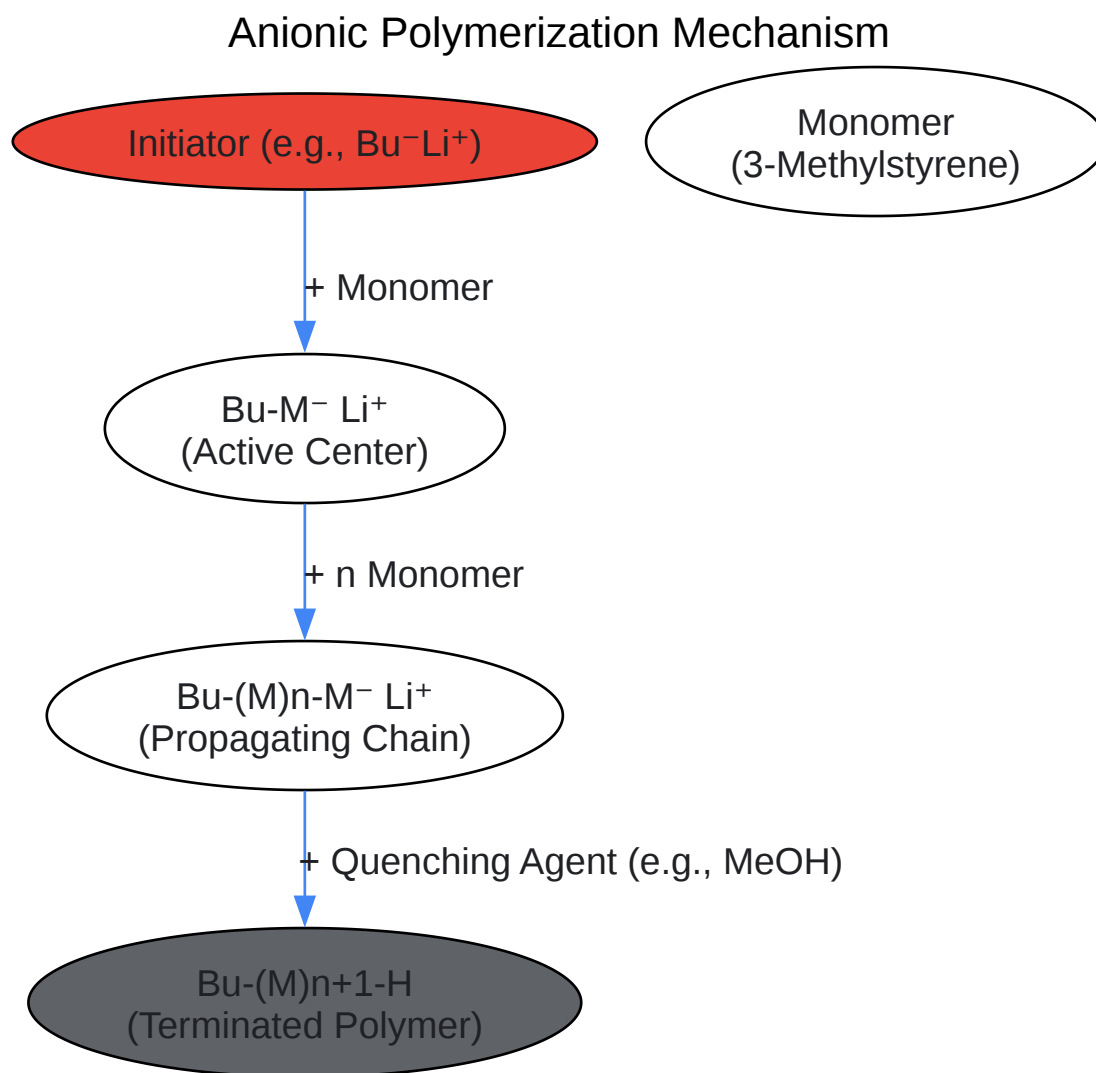 Anionic Polymerization Mechanism
Initiator (e.g., Bu⁻Li⁺)
Monomer
(3-Methylstyrene)
+ Monomer
Bu-M⁻ Li⁺
(Active Center)
+ n Monomer
Bu-(M)n-M⁻ Li⁺
(Propagating Chain)
+ Quenching Agent (e.g., MeOH)
Bu-(M)n+1-H
(Terminated Polymer)